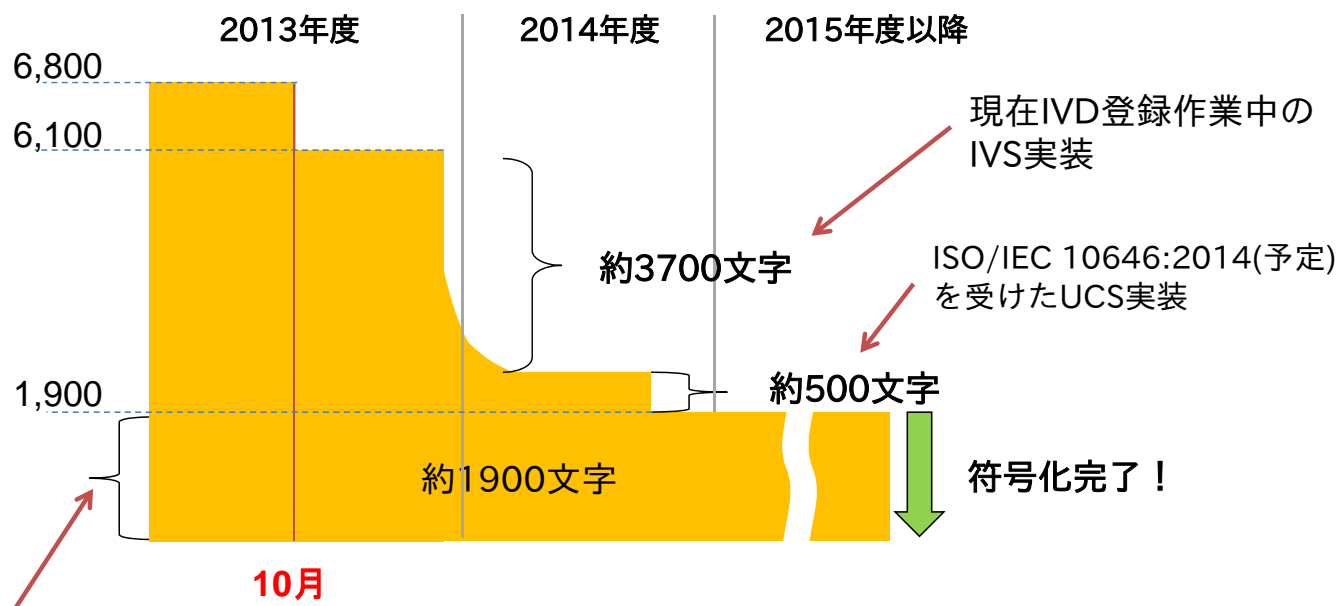 2013年度
2014年度
2015年度以降
6,800
6,100
現在IVD登録作業中の
IVS実装
約3700文字
ISO/IEC 10646:2014(予定)
を受けたUCS実装
1,900
約500文字
約1900文字
符号化完了！
10月